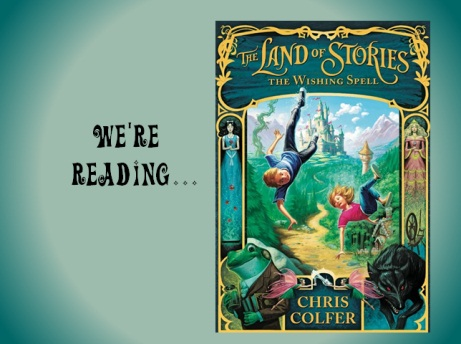 WE'RE
READING...
THE LAND OF STORIES
THE WISHING SPELL
CHRIS
COLFER